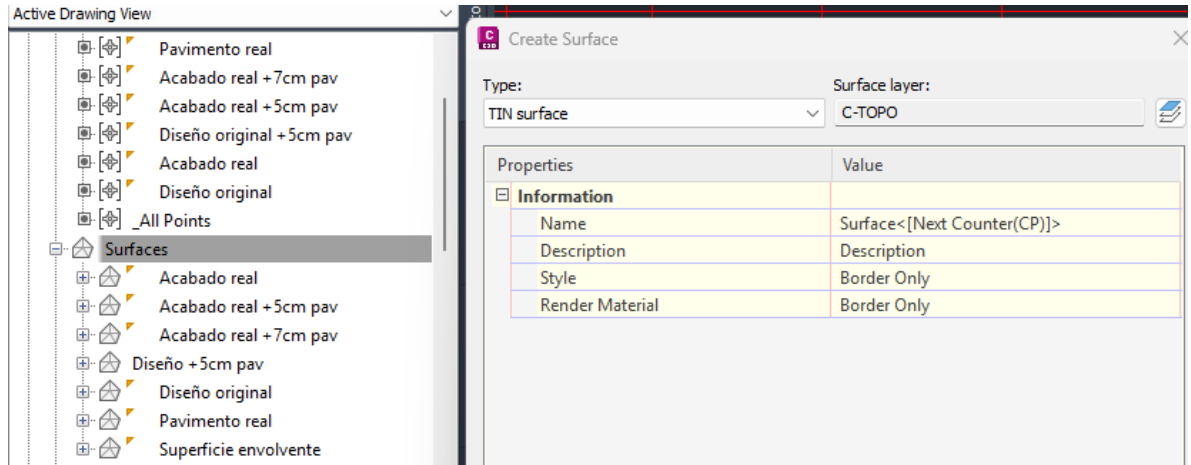 Active Drawing View
Pavimento real
Acabado real +7cm pav
Acabado real +5cm pav
Diseño original +5cm pav
Acabado real
Diseño original
_All Points
Surfaces
Acabado real
Acabado real +5cm pav
Acabado real +7cm pav
Diseño +5cm pav
Diseño original
Pavimento real
Superficie envolvente
C
C3D
Create Surface
Type:
Surface layer:
TIN surface
C-TOPO
Properties
Value
Information
Name
Surface<[Next Counter(CP)]>
Description
Description
Style
Border Only
Render Material
Border Only